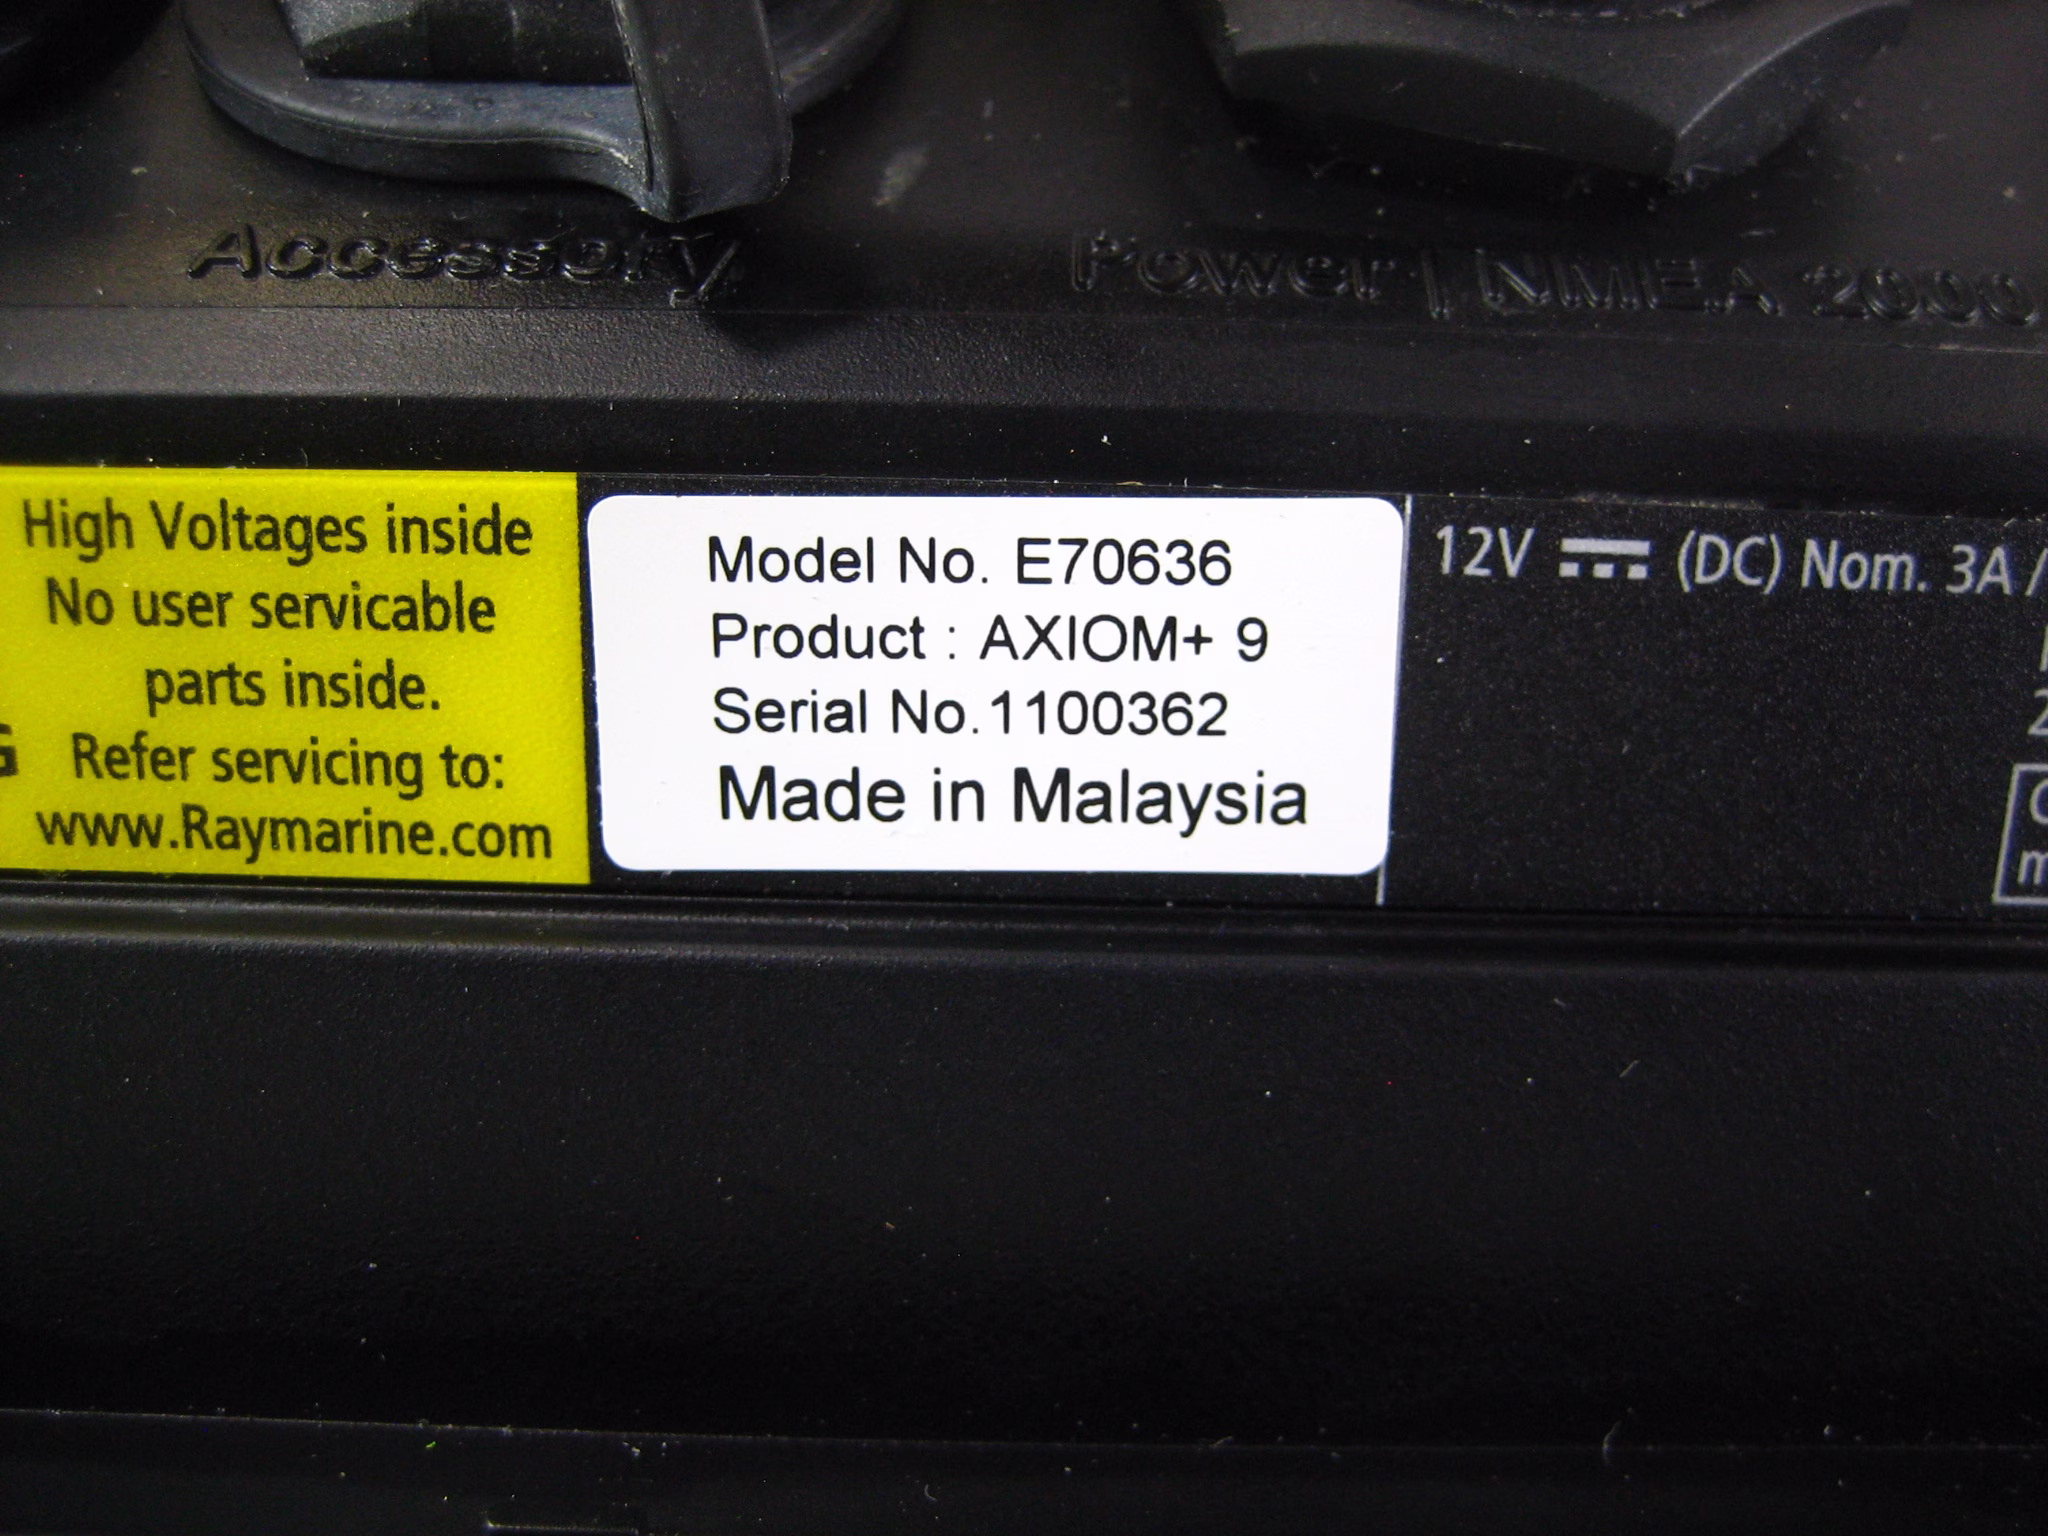 Accessory
Power | NMEA 2000
High Voltages inside
No user servicable
parts inside.
Refer servicing to:
www.Raymarine.com
Model No. E70636
Product : AXIOM+ 9
Serial No.1100362
Made in Malaysia
12V (DC) Nom. 3A /